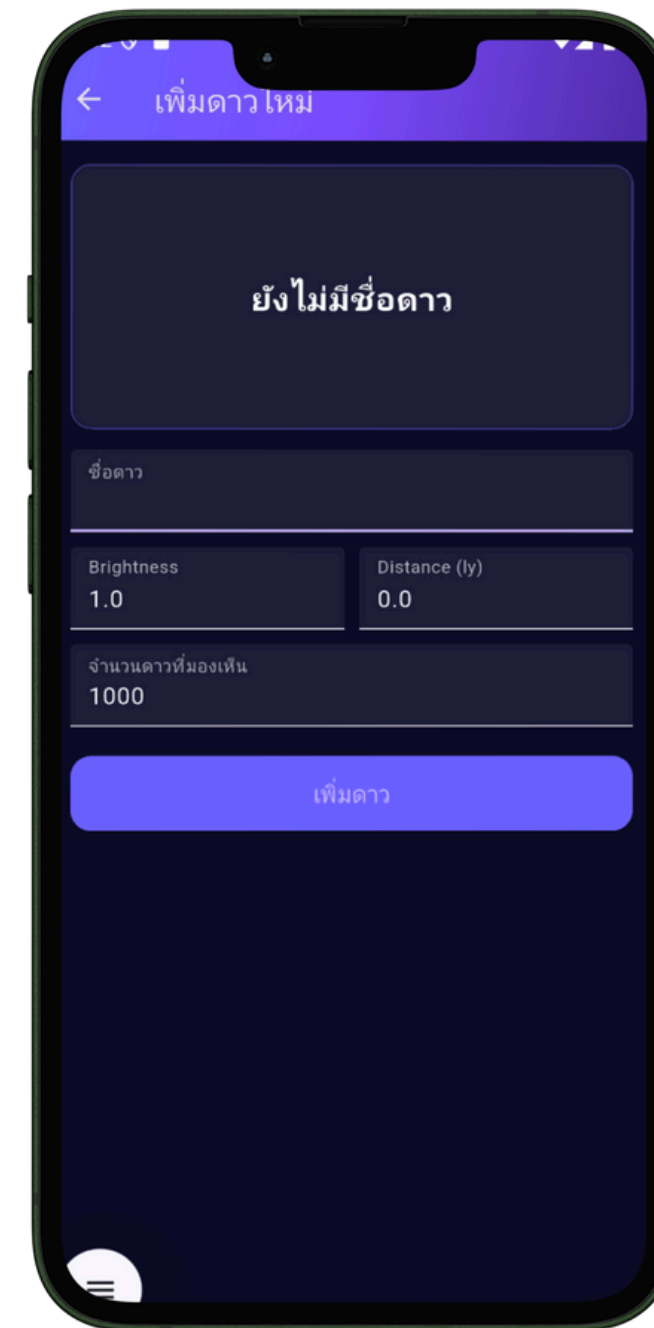 เพิ่มดาวใหม่
ยังไม่มีชื่อดาว
ชื่อดาว
Brightness
1.0
Distance (ly)
0.0
จำนวนดาวที่มองเห็น
1000
เพิ่มดาว